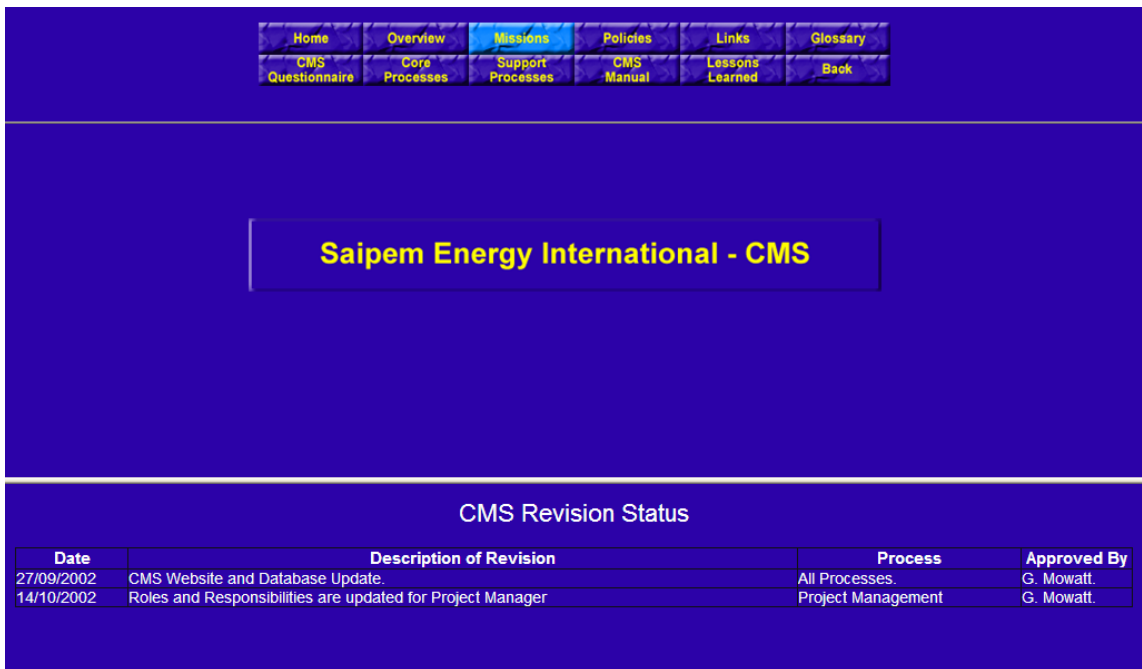 Home Overview Missions Policies Links Glossary
CMS Questionnaire Core Processes Support Processes CMS Manual Lessons Learned Back
Saipem Energy International - CMS
CMS Revision Status
Date Description of Revision Process Approved By
27/09/2002 CMS Website and Database Update. All Processes. G. Mowatt.
14/10/2002 Roles and Responsibilities are updated for Project Manager Project Management G. Mowatt.